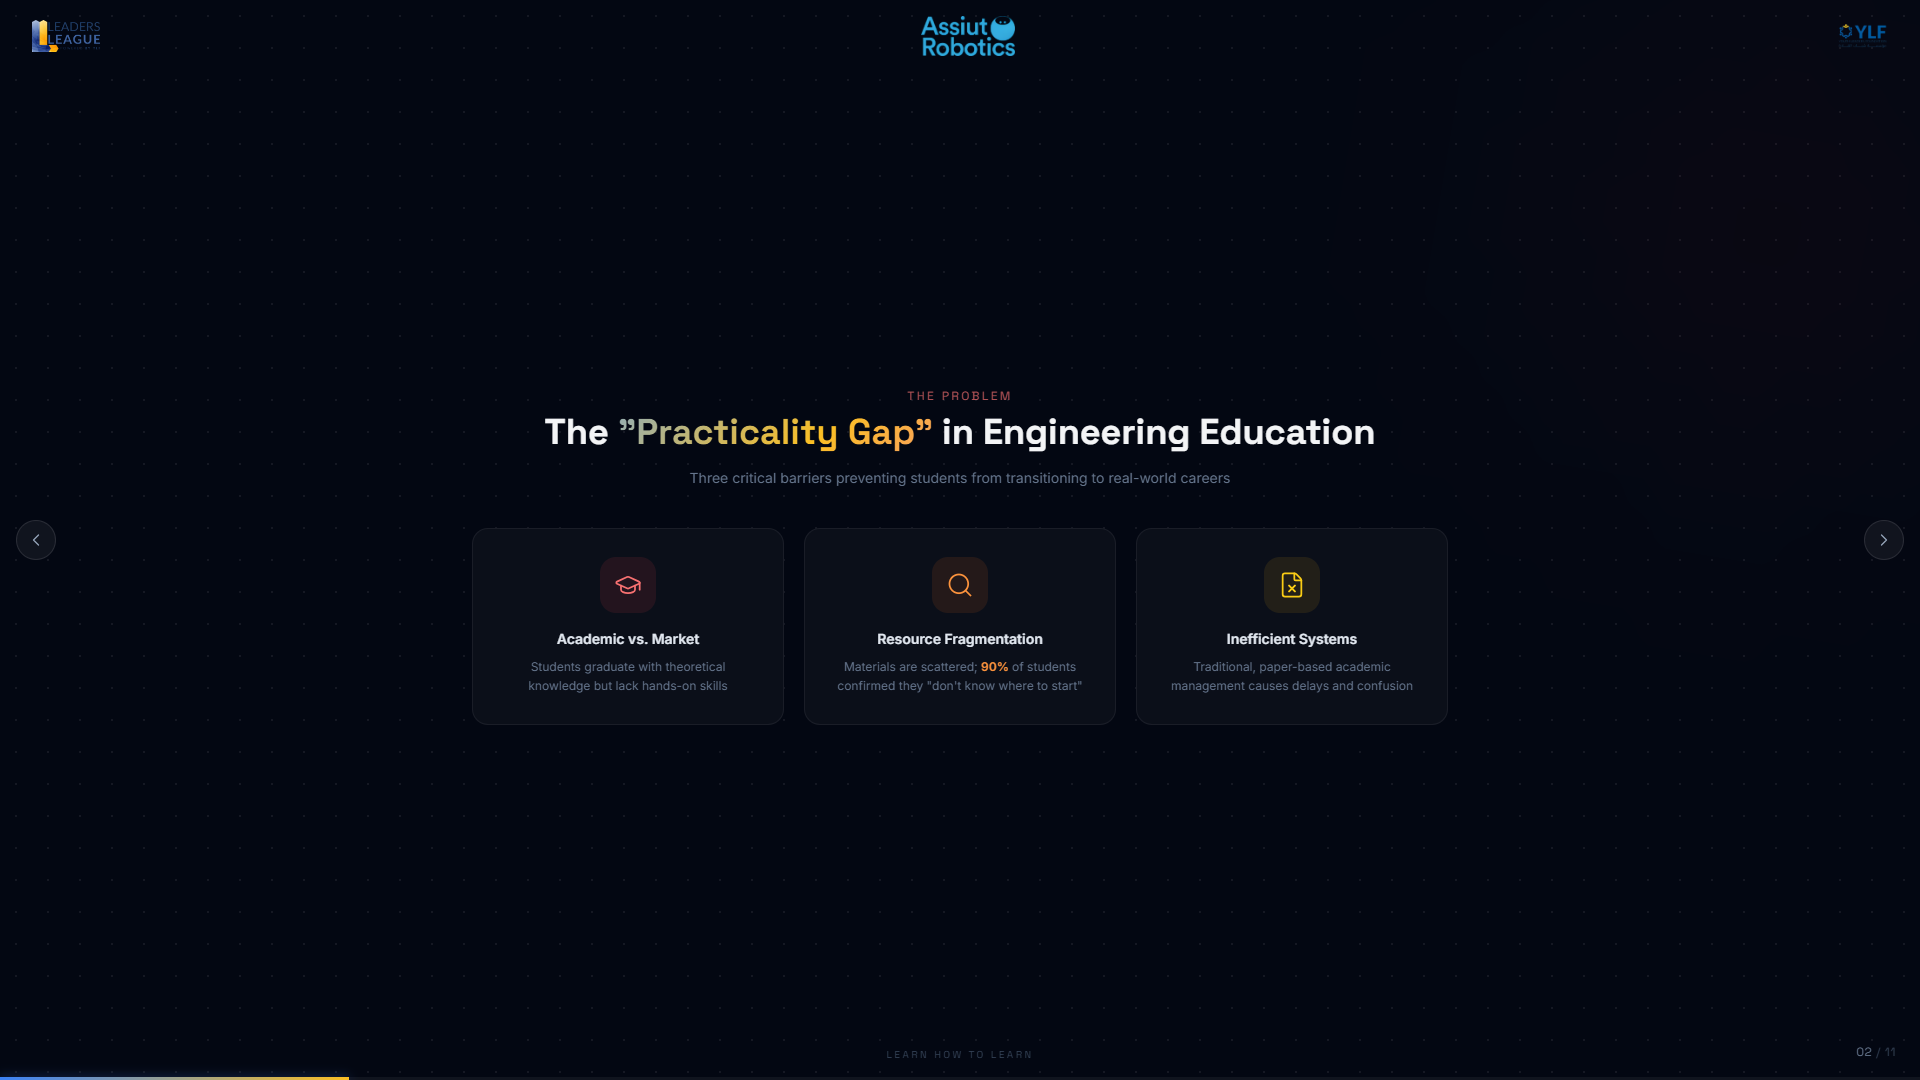 LEADERS
LEAGUE
Assiut
Robotics
YLF
THE PROBLEM
The ”Practicality Gap” in Engineering Education
Three critical barriers preventing students from transitioning to real-world careers
Academic vs. Market
Students graduate with theoretical
knowledge but lack hands-on skills
Resource Fragmentation
Materials are scattered; 90% of students
confirmed they "don't know where to start"
Inefficient Systems
Traditional, paper-based academic
management causes delays and confusion
LEARN HOW TO LEARN
02 / 11